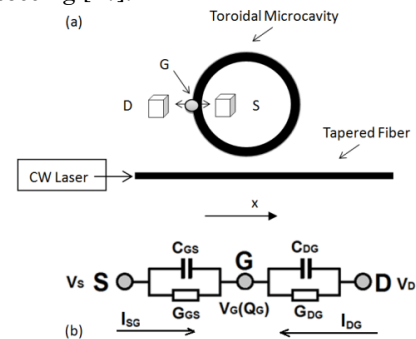 (a)
Toroidal Microcavity
G
D
S
Tapered Fiber
CW Laser
x
CGS
G
CDG
VS S
D VD
GGS
VG(QG)
GDG
(b)
ISG
IDG